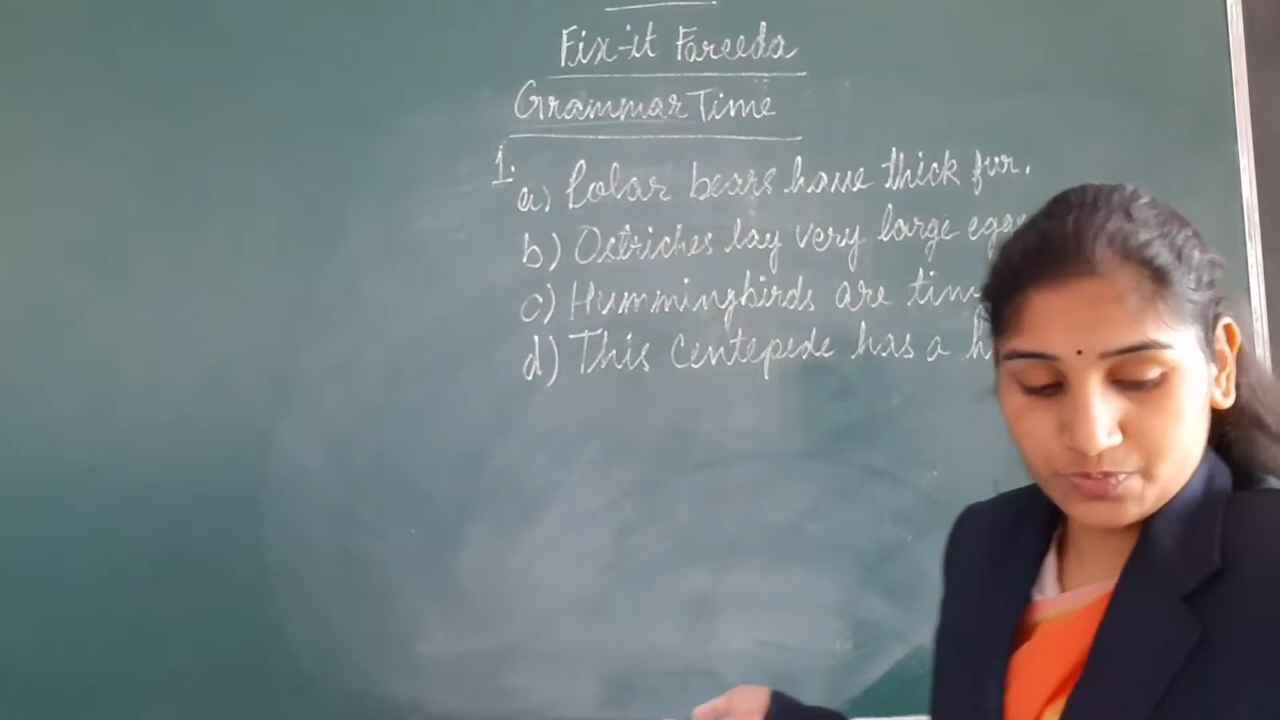 Fix-it Fareeda
Grammar Time
1.
a) Polar bears have thick fur.
b) Ostriches lay very large
c) Hummingbirds are
d) This Centepede has a